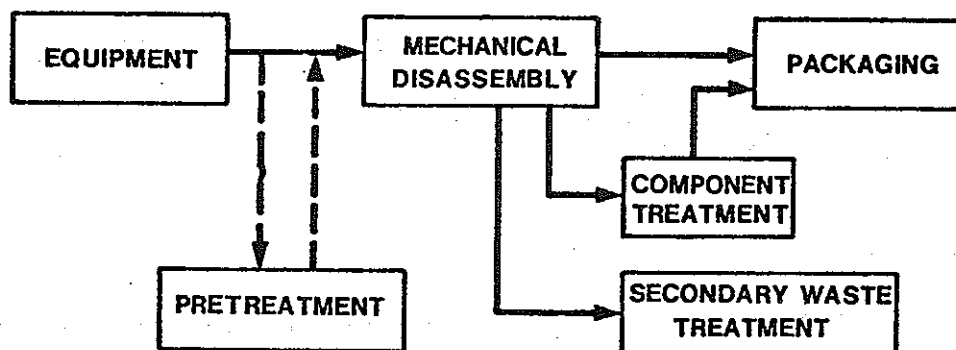 EQUIPMENT
MECHANICAL
DISASSEMBLY
PACKAGING
COMPONENT
TREATMENT
PRETREATMENT
SECONDARY WASTE
TREATMENT